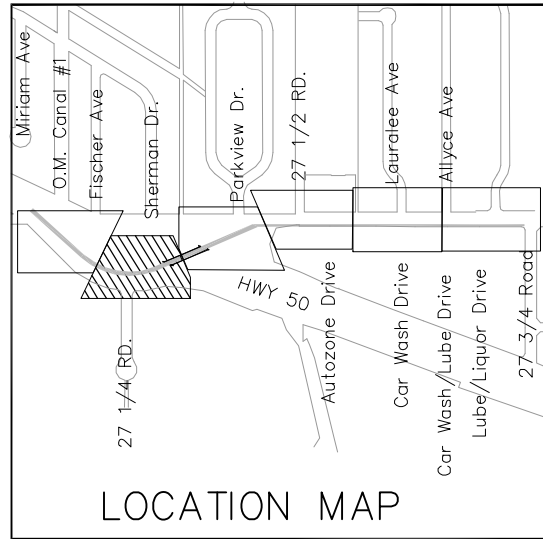 Miriam Ave
O.M. Canal #1
Fischer Ave
Sherman Dr.
Parkview Dr.
27 1/2 RD.
Lauralee Ave
Allyce Ave
HWY 50
27 1/4 RD.
Autozone Drive
Car Wash Drive
Car Wash/Lube Drive
Lube/Liquor Drive
27 3/4 Road
LOCATION MAP